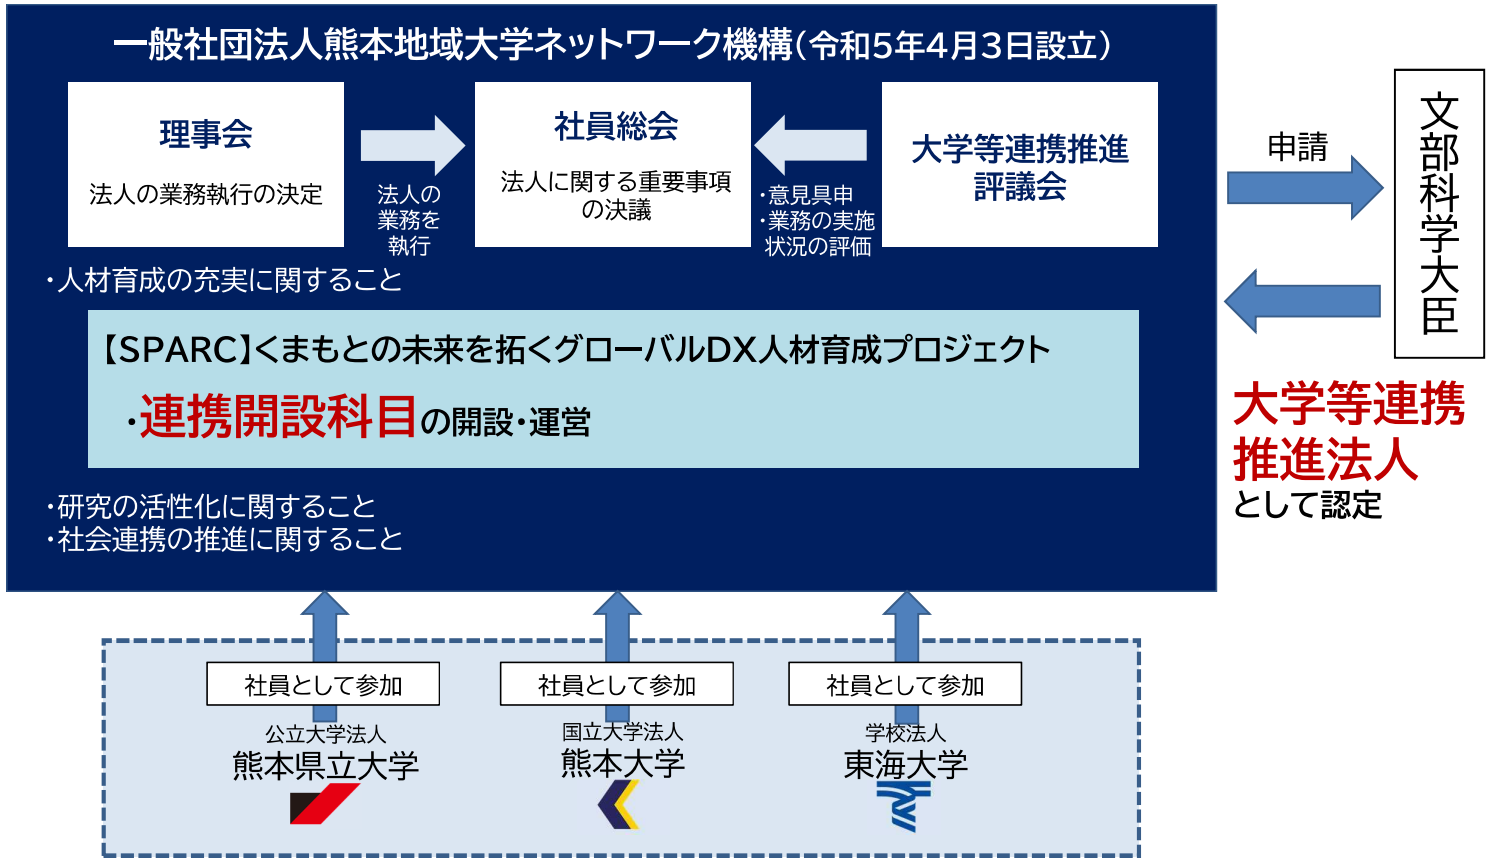 一般社団法人熊本地域大学ネットワーク機構(令和5年4月3日設立)
理事会
法人の業務執行の決定
法人の
業務を
執行
社員総会
法人に関する重要事項
の決議
・意見具申
・業務の実施
状況の評価
大学等連携推進
評議会
申請
文部科学大臣
・人材育成の充実に関すること
【SPARC】くまもとの未来を拓くグローバルDX人材育成プロジェクト
・連携開設科目の開設・運営
大学等連携
推進法人
として認定
・研究の活性化に関すること
・社会連携の推進に関すること
社員として参加
公立大学法人
熊本県立大学
社員として参加
国立大学法人
熊本大学
社員として参加
学校法人
東海大学